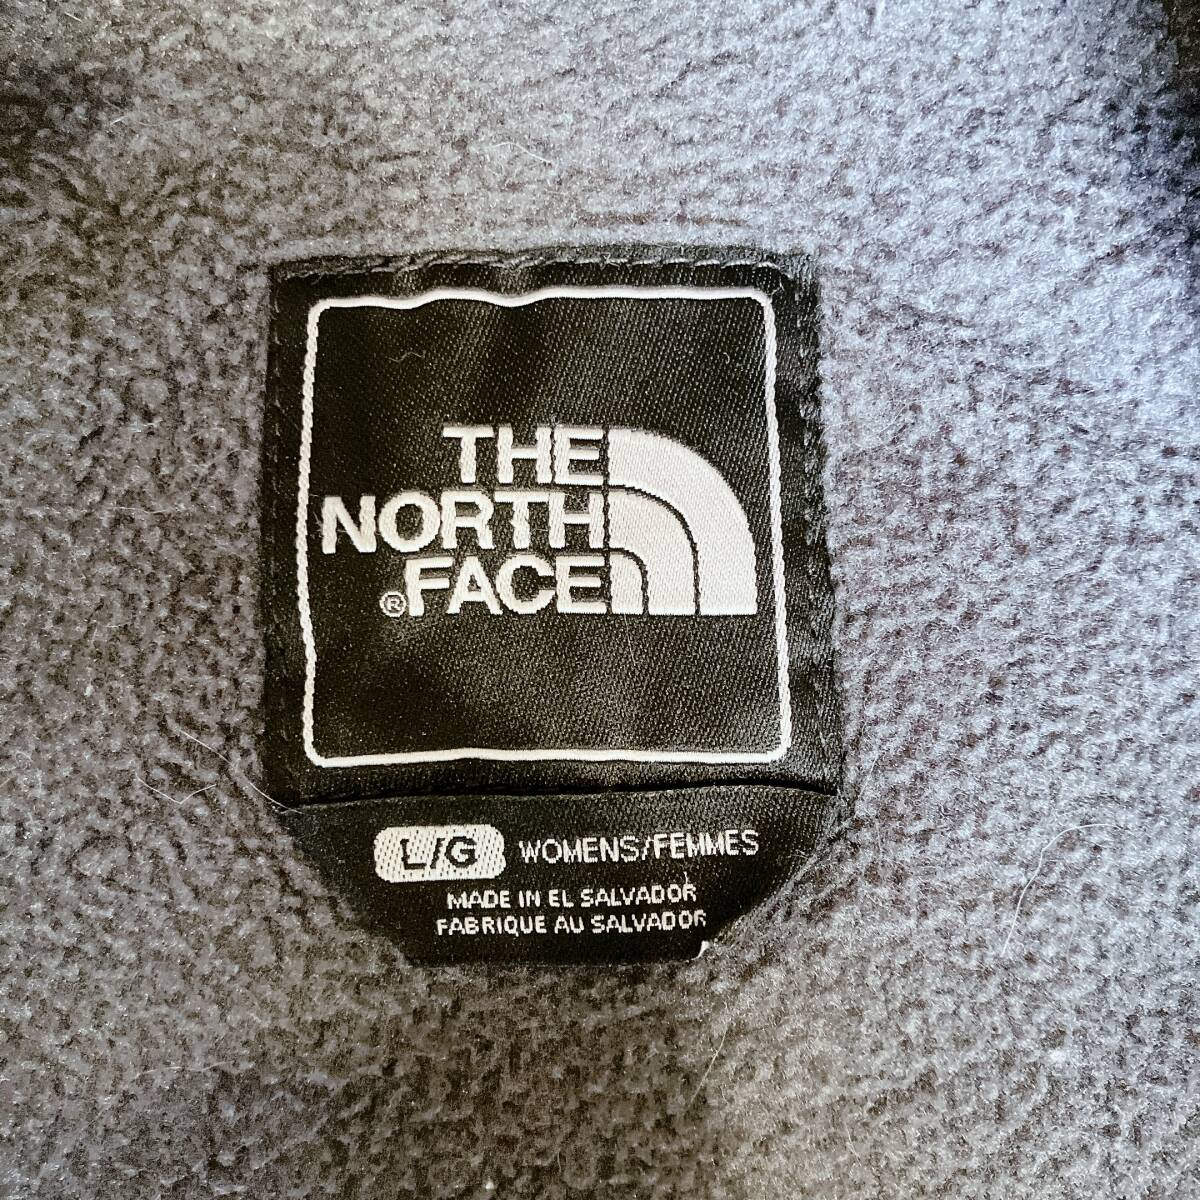 THE
NORTH
®FACE
L/G WOMENS/FEMMES
MADE IN EL SALVADOR
FABRIQUE AU SALVADOR